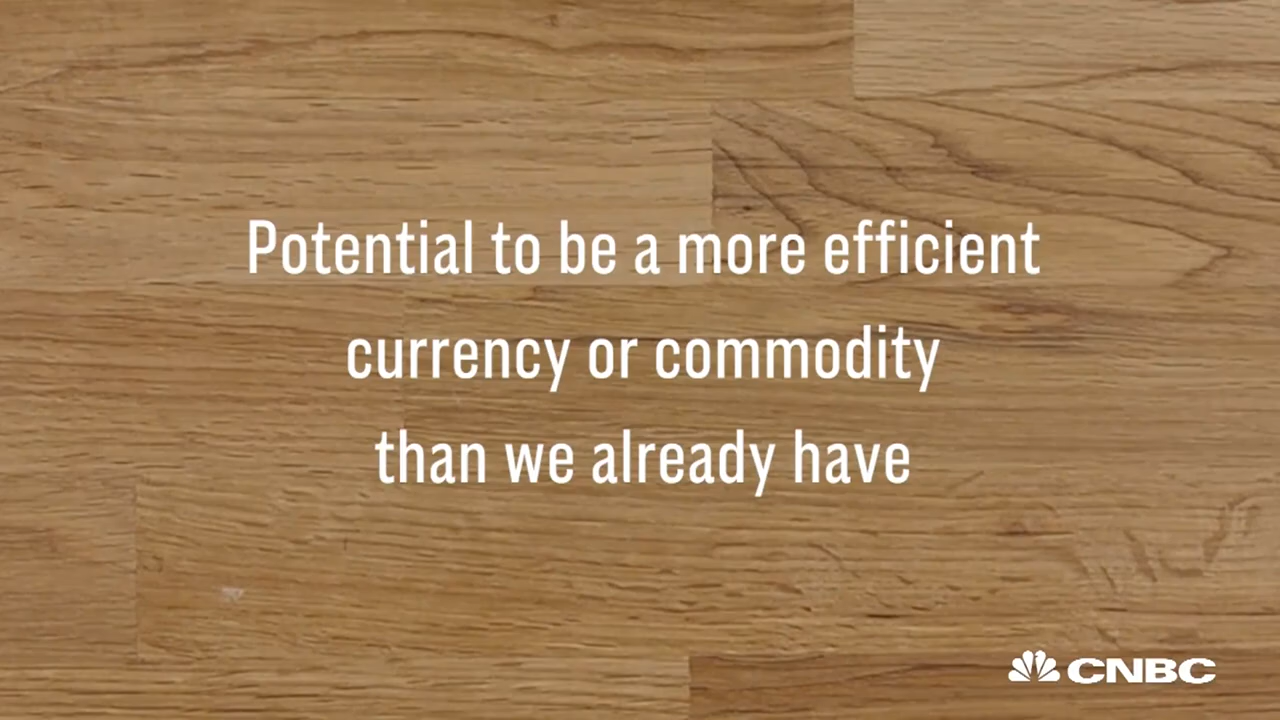 Potential to be a more efficient
currency or commodity
than we already have
CNBC